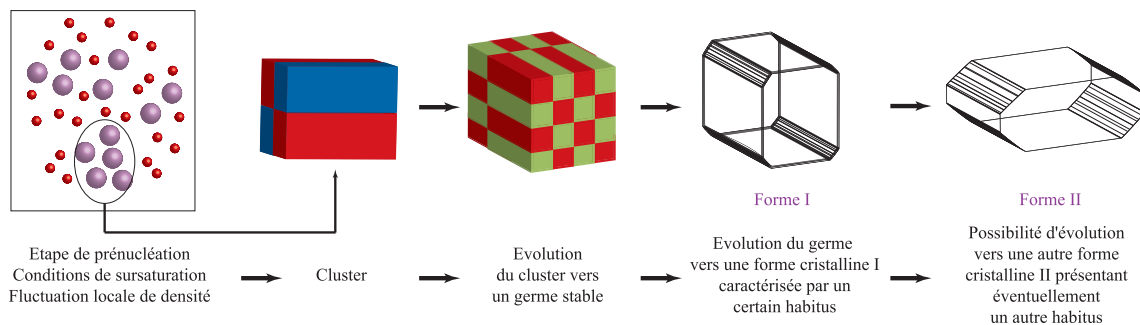 Forme I
Forme II
Etape de prénucléation
Conditions de sursaturation
Fluctuation locale de densité
Cluster
Evolution
du cluster vers
un germe stable
Evolution du germe
vers une forme cristalline I
caractérisée par un
certain habitus
Possibilité d'évolution
vers une autre forme
cristalline II présentant
éventuellement
un autre habitus